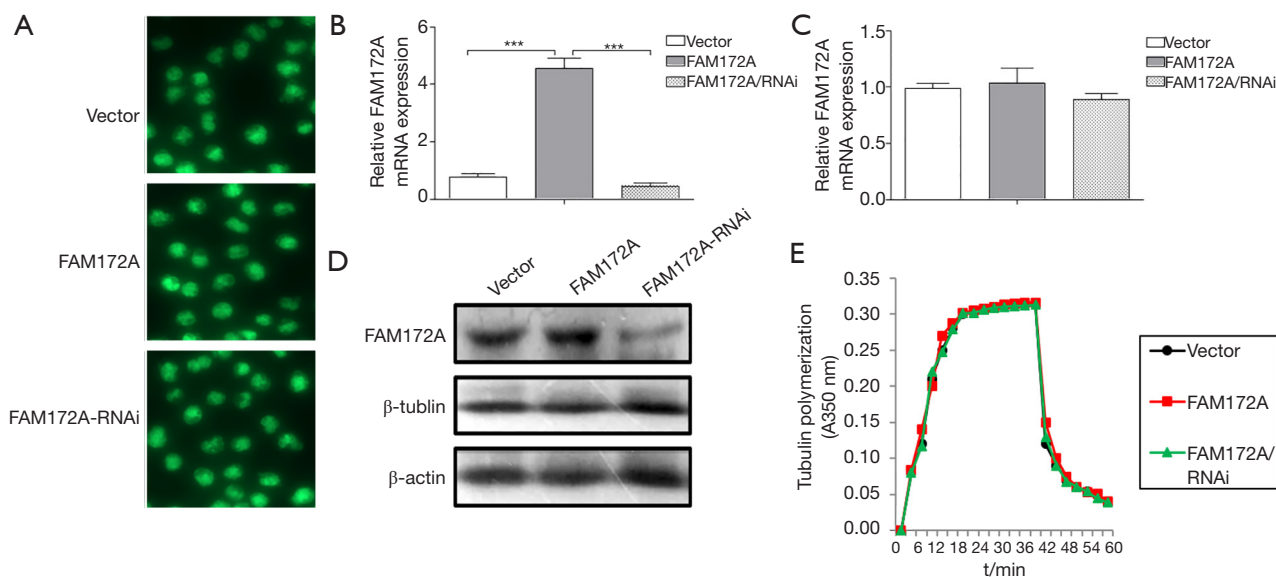 A
Vector
FAM172A
FAM172A-RNAi
B
Relative FAM172A
mRNA expression
6
4
2
0
***
***
Vector
FAM172A
FAM172A/RNAi
C
Relative FAM172A
mRNA expression
1.5
1.0
0.5
0.0
Vector
FAM172A
FAM172A/RNAi
D
Vector
FAM172A
FAM172A-RNAi
FAM172A
β-tublin
β-actin
E
Tubulin polymerization
(A350 nm)
0.35
0.30
0.25
0.20
0.15
0.10
0.05
0.00
0 6 12 18 24 30 36 42 48 54 60
t/min
Vector
FAM172A
FAM172A/
RNAi